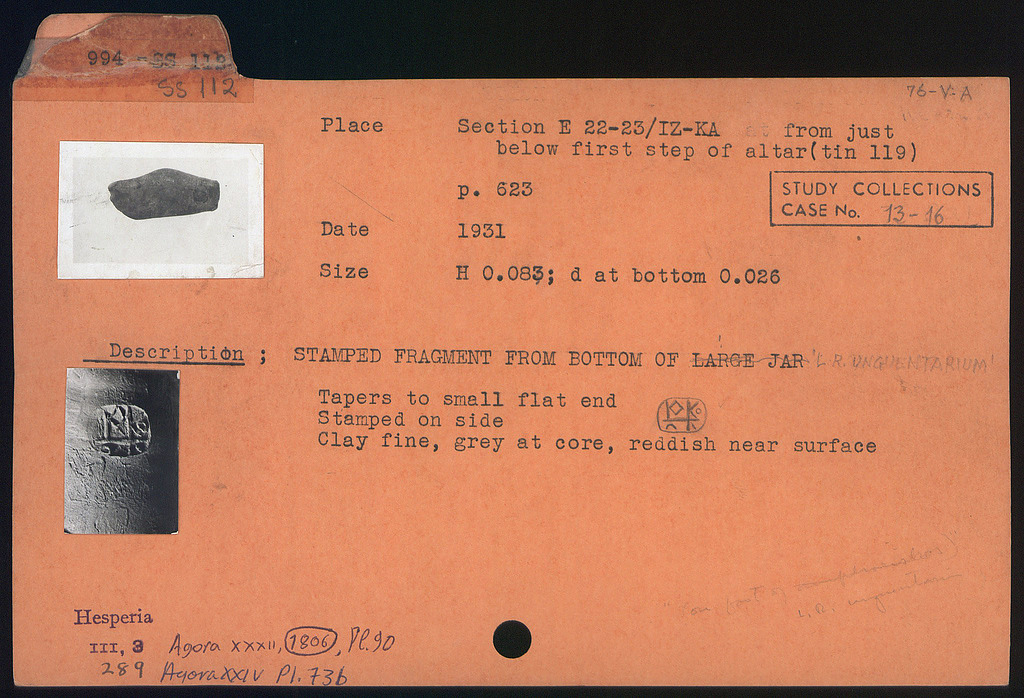 994 - SS 112
SS 112
76-V-A
Place Section E 22-23/IZ-KA from just
below first step of altar(tin 119)
p. 623
STUDY COLLECTIONS
CASE No. 13-16
Date 1931
Size H 0.083; d at bottom 0.026
Description ; STAMPED FRAGMENT FROM BOTTOM OF LARGE JAR 'L R. UNGUENTARIUM'
Tapers to small flat end
Stamped on side
Clay fine, grey at core, reddish near surface
Hesperia
III, 3 Agora XXXII, 1806, Pl. 90
289 Agora XXIV Pl. 73b